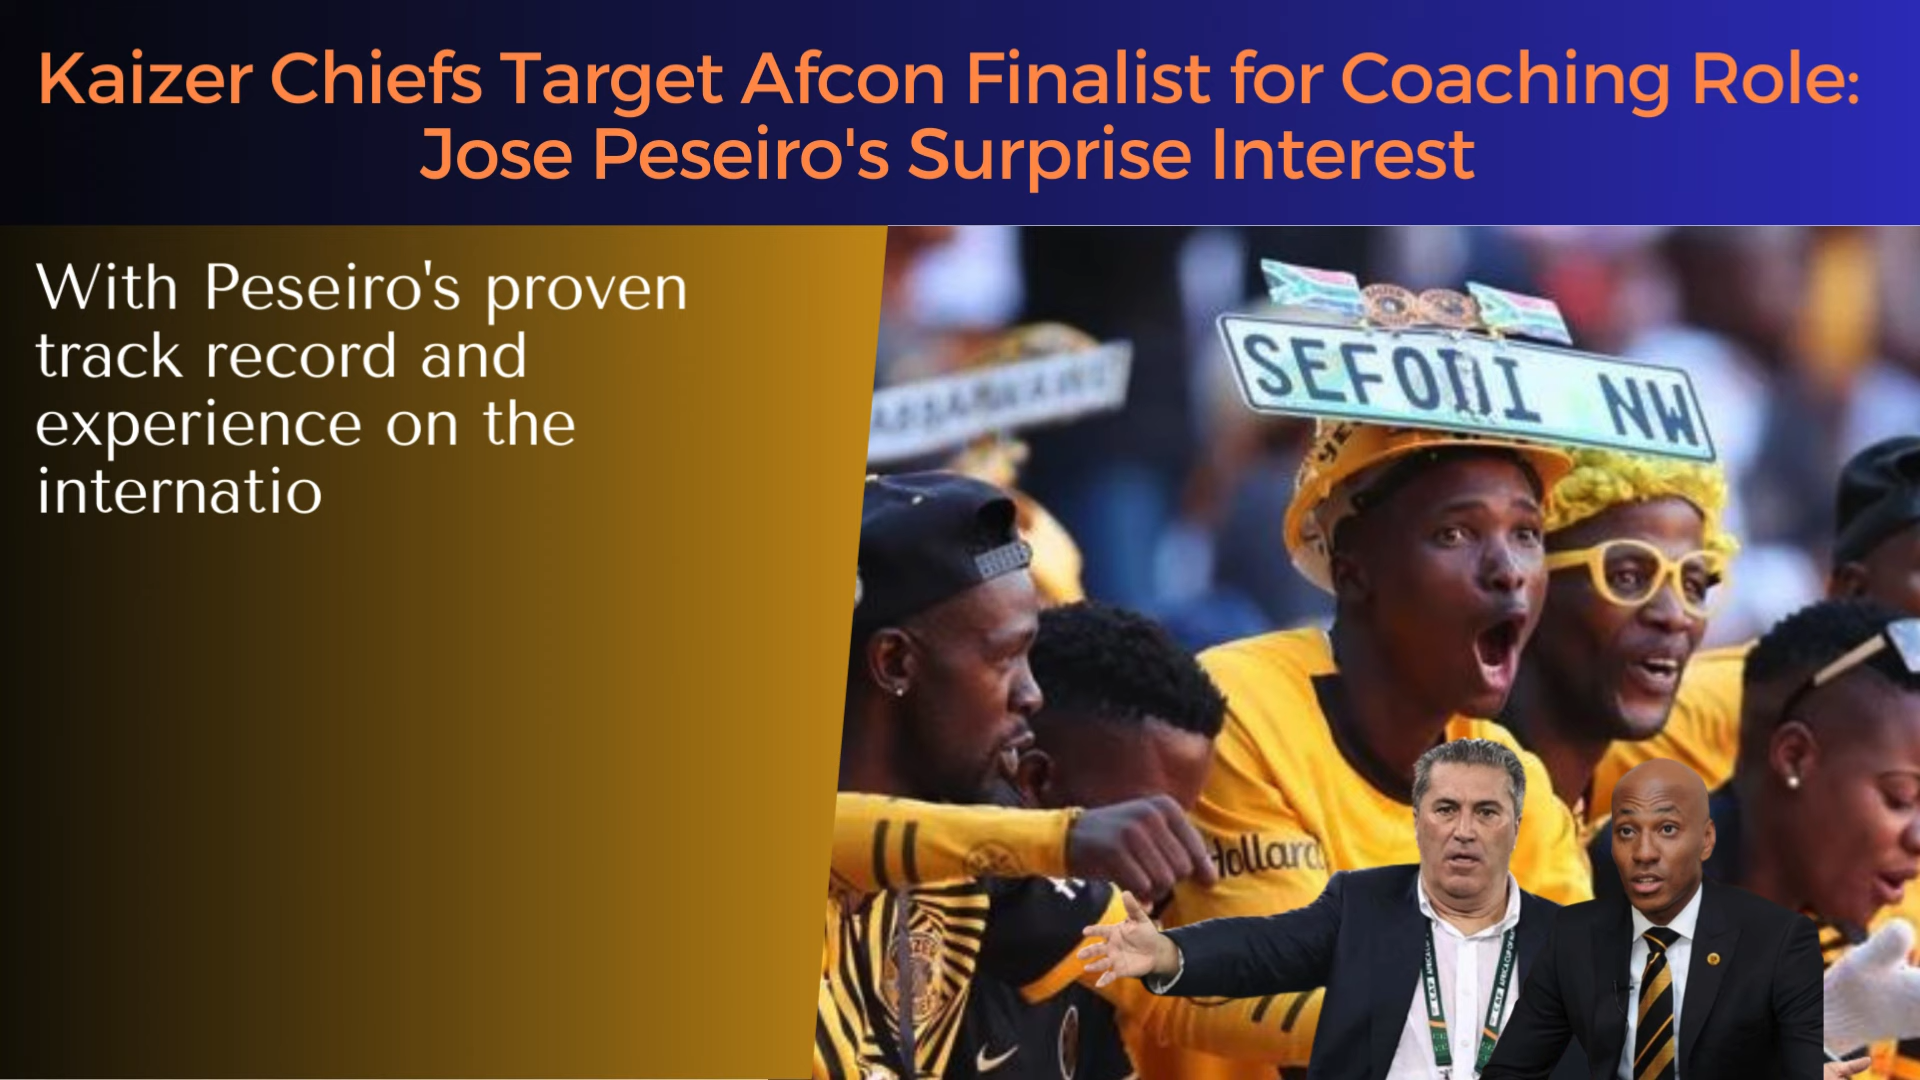 Kaizer Chiefs Target Afcon Finalist for Coaching Role:
Jose Peseiro's Surprise Interest
With Peseiro's proven
track record and
experience on the
internatio
NW
Hollard